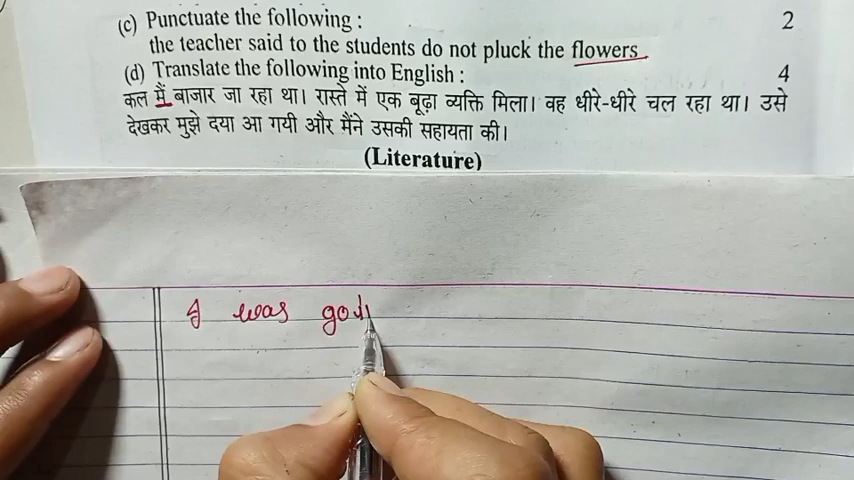 (c) Punctuate the following : 2
the teacher said to the students do not pluck the flowers
(d) Translate the following into English : 4
कल मैं बाजार जा रहा था। रास्ते में एक बूढ़ा व्यक्ति मिला। वह धीरे-धीरे चल रहा था। उसे
देखकर मुझे दया आ गयी और मैंने उसकी सहायता की।
(Literature)
I was